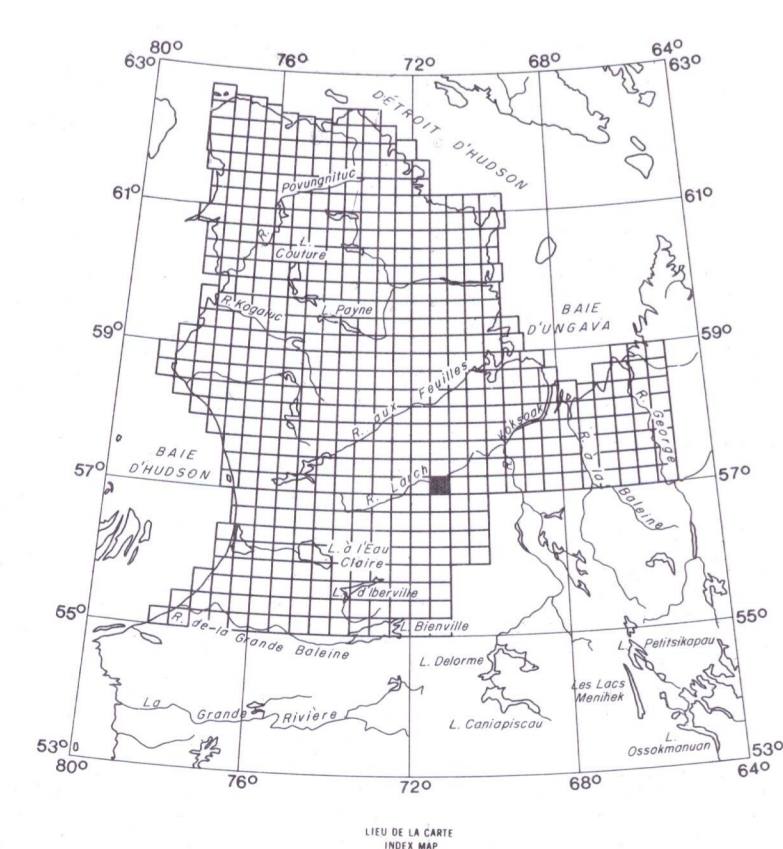 80° 76° 72° 68° 64°
63° 63°
DÉTROIT D'HUDSON
Povungnituc
R.
61° 61°
L.
Couture
R. Kogaluc
L. Payne
BAIE
D'UNGAVA
59° 59°
R. aux Feuilles
Koksoak
R.
R. à la
Baleine
R. George
BAIE
D'HUDSON
57° 57°
R. Larch
L. à l'Eau
Claire
L. d'Iberville
55° 55°
R. de-la Grande Baleine
L. Bienville
L. Delorme
L. Petitsikapau
Les Lacs
Menihek
La Grande Rivière
L. Caniapiscau
L.
Ossokmanuan
53° 53°
80° 76° 72° 68° 64°
LIEU DE LA CARTE
INDEX MAP